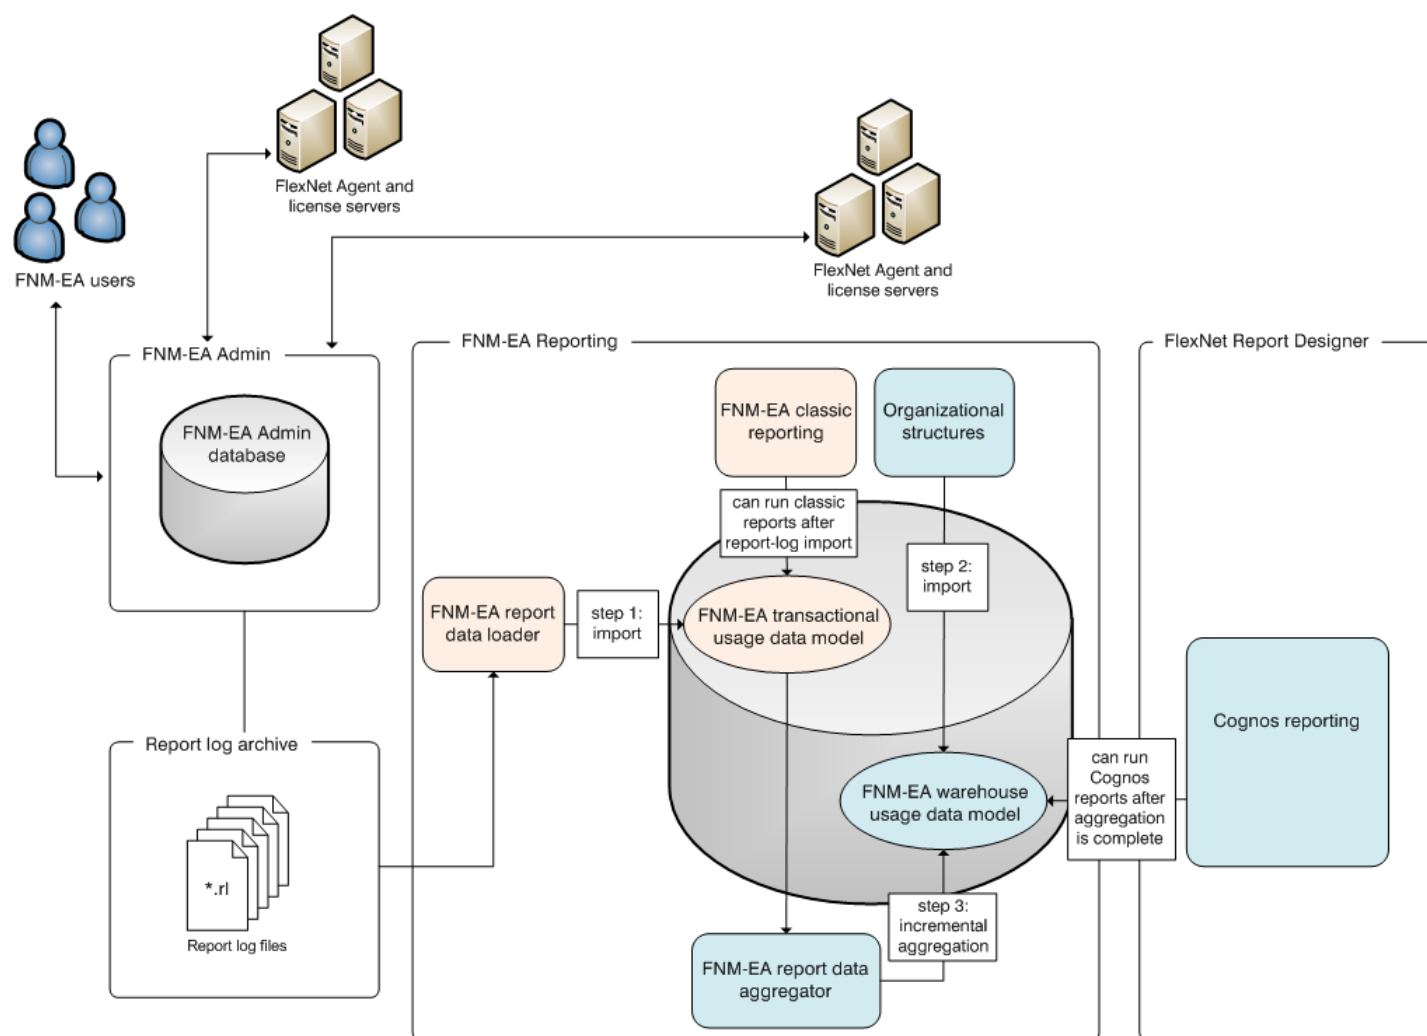 FlexNet Agent and
license servers
FNM-EA users
FlexNet Agent and
license servers
FNM-EA Admin
FNM-EA Admin
database
FNM-EA Reporting
FlexNet Report Designer
FNM-EA classic
reporting
Organizational
structures
can run classic
reports after
report-log import
step 2:
import
FNM-EA report
data loader
step 1:
import
FNM-EA transactional
usage data model
Cognos reporting
Report log archive
*.rl
Report log files
FNM-EA warehouse
usage data model
can run
Cognos
reports after
aggregation
is complete
step 3:
incremental
aggregation
FNM-EA report data
aggregator